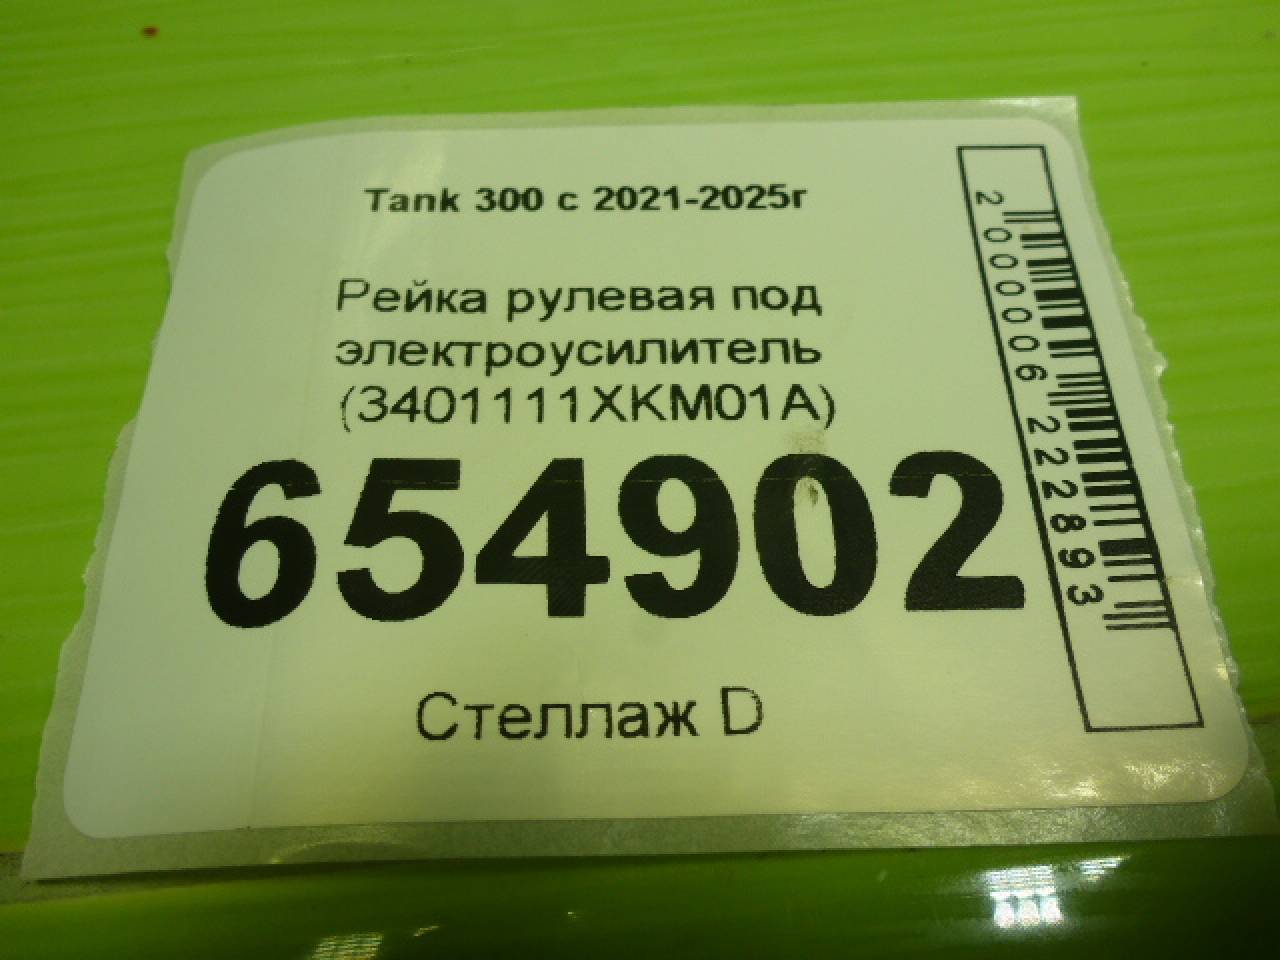 Tank 300 с 2021-2025г
Рейка рулевая под
электроусилитель
(3401111XKM01A)
654902
Стеллаж D
2000006222893